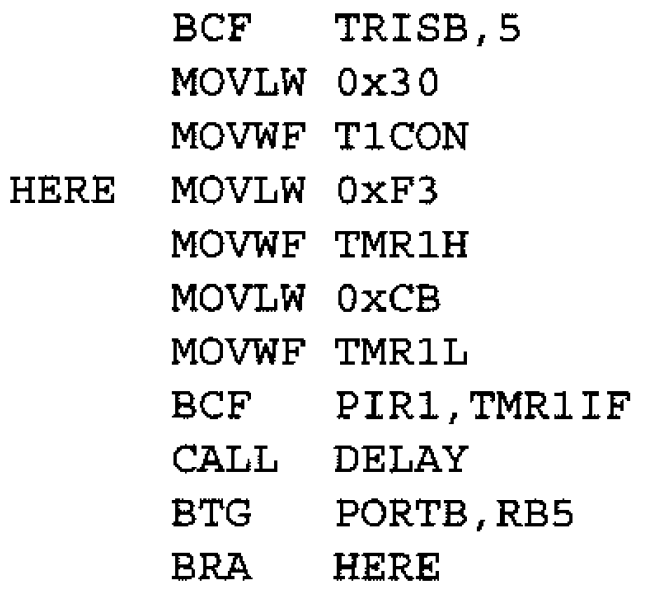 BCF TRISB,5
MOVLW 0x30
MOVWF T1CON
HERE MOVLW 0xF3
MOVWF TMR1H
MOVLW 0xCB
MOVWF TMR1L
BCF PIR1,TMR1IF
CALL DELAY
BTG PORTB,RB5
BRA HERE